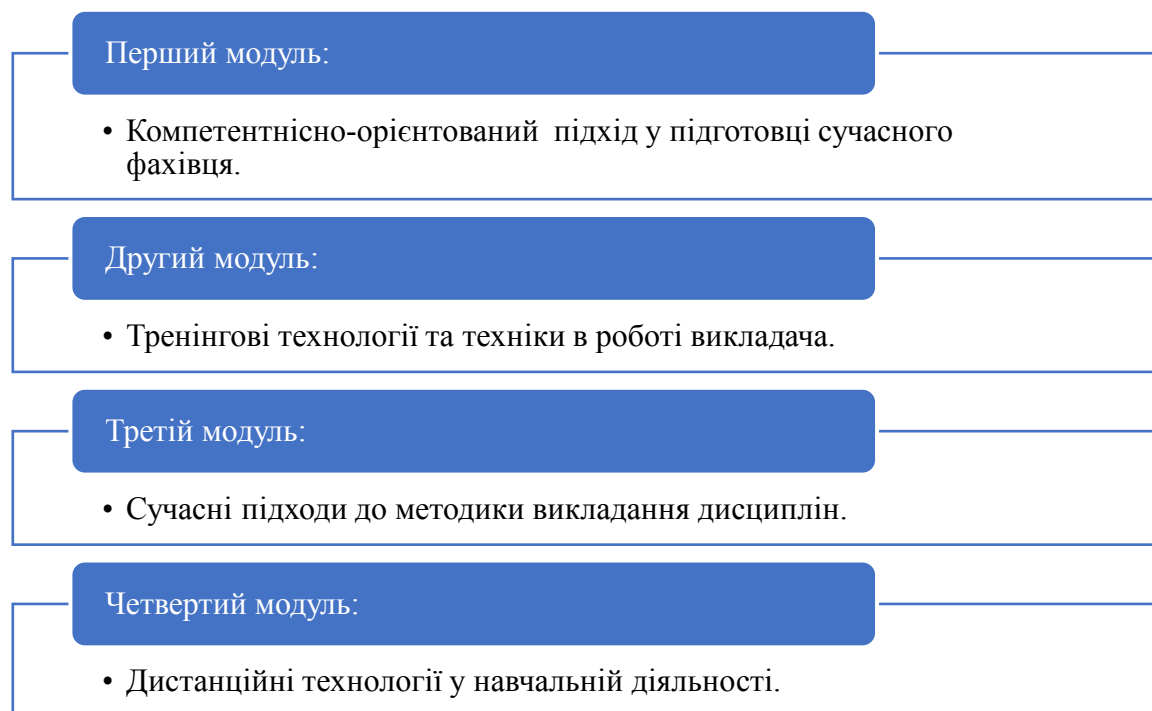 Перший модуль:
• Компетентнісно-орієнтований підхід у підготовці сучасного
фахівця.
Другий модуль:
• Тренінгові технології та техніки в роботі викладача.
Третій модуль:
• Сучасні підходи до методики викладання дисциплін.
Четвертий модуль:
• Дистанційні технології у навчальній діяльності.